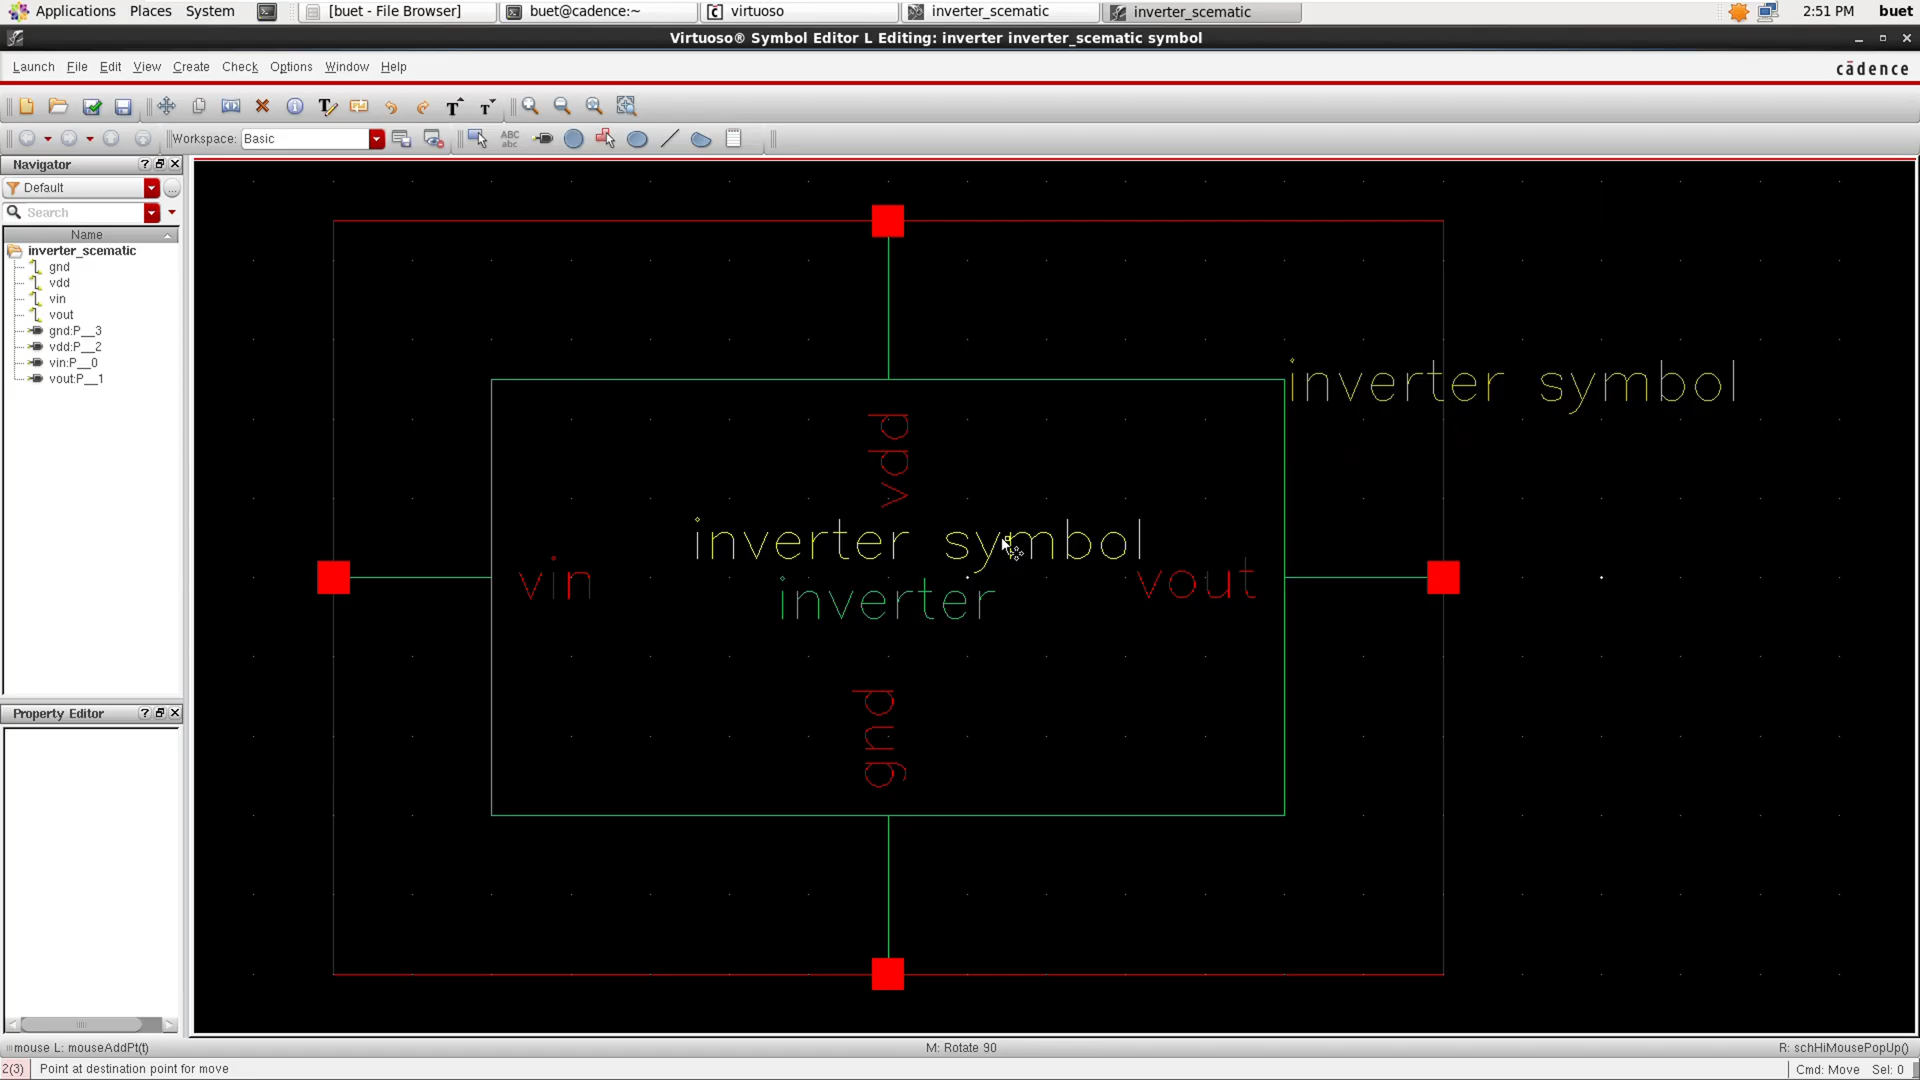 Applications Places System [buet - File Browser] buet@cadence:~ virtuoso inverter_scematic inverter_scematic 2:51 PM buet
Virtuoso® Symbol Editor L Editing: inverter inverter_scematic symbol
Launch File Edit View Create Check Options Window Help cādence
Workspace: Basic
Navigator
Default
Search
Name
inverter_scematic
gnd
vdd
vin
vout
gnd:P__3
vdd:P__2
vin:P__0
vout:P__1
Property Editor
inverter symbol
vdd
inverter symbol
vin
vout
inverter
gnd
mouse L: mouseAddPt(t) M: Rotate 90 R: schHiMousePopUp()
2(3) Point at destination point for move Cmd: Move Sel: 0